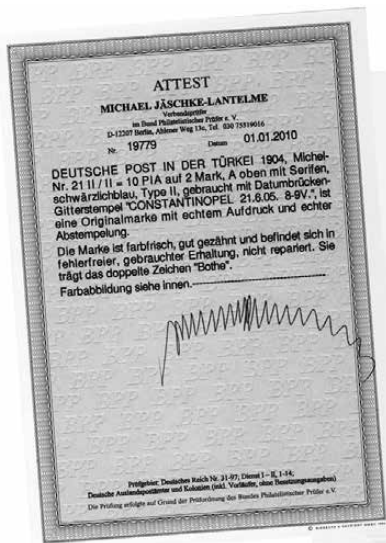 ATTEST
MICHAEL JÄSCHKE-LANTELME
Verbandsprüfer
im Bund Philatelistischer Prüfer e. V.
D-12207 Berlin, Ahlener Weg 13c, Tel. 030 75519016
Nr. 19779 Datum 01.01.2010
DEUTSCHE POST IN DER TÜRKEI 1904, Michel-
Nr. 21 II / II = 10 PIA auf 2 Mark, A oben mit Serifen,
schwärzlichblau, Type II, gebraucht mit Datumbrücken-
Gitterstempel "CONSTANTINOPEL 21.6.05. 8-9V.", ist
eine Originalmarke mit echtem Aufdruck und echter
Abstempelung.
Die Marke ist farbfrisch, gut gezähnt und befindet sich in
fehlerfreier, gebrauchter Erhaltung, nicht repariert. Sie
trägt das doppelte Zeichen "Bothe".
Farbabbildung siehe innen.
Prüfgebiet: Deutsches Reich Nr. 31-97; Dienst I – II, 1-14;
Deutsche Auslandspostämter und Kolonien (inkl. Vorläufer, ohne Besetzungsausgaben)
Die Prüfung erfolgte auf Grund der Prüfordnung des Bundes Philatelistischer Prüfer e.V.